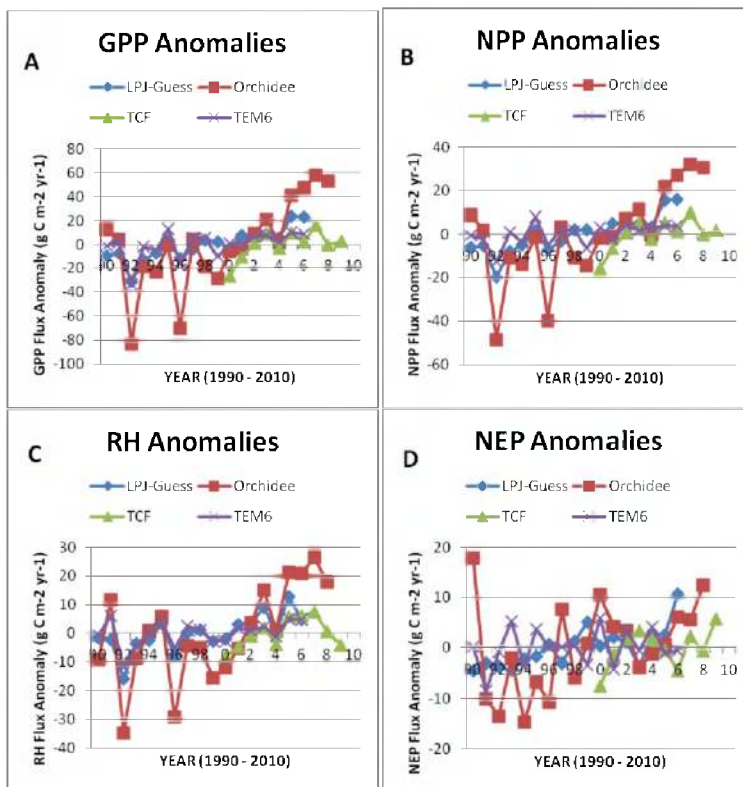 A
GPP Anomalies
LPJ-Guess Orchidee
TCF TEM6
GPP Flux Anomaly (g C m-2 yr-1)
80
60
40
20
0
-20
-40
-60
-80
-100
90 92 94 96 98 0 2 4 6 8 10
YEAR (1990 - 2010)
B
NPP Anomalies
LPJ-Guess Orchidee
TCF TEM6
NPP Flux Anomaly (g C m-2 yr-1)
40
20
0
-20
-40
-60
90 92 94 96 98 0 2 4 6 8 10
YEAR (1990 - 2010)
C
RH Anomalies
LPJ-Guess Orchidee
TCF TEM6
RH Flux Anomaly (g C m-2 yr-1)
30
20
10
0
-10
-20
-30
-40
90 92 94 96 98 0 2 4 6 8 10
YEAR (1990 - 2010)
D
NEP Anomalies
LPJ-Guess Orchidee
TCF TEM6
NEP Flux Anomaly (g C m-2 yr-1)
20
10
0
-10
-20
90 92 94 96 98 0 2 4 6 8 10
YEAR (1990 - 2010)